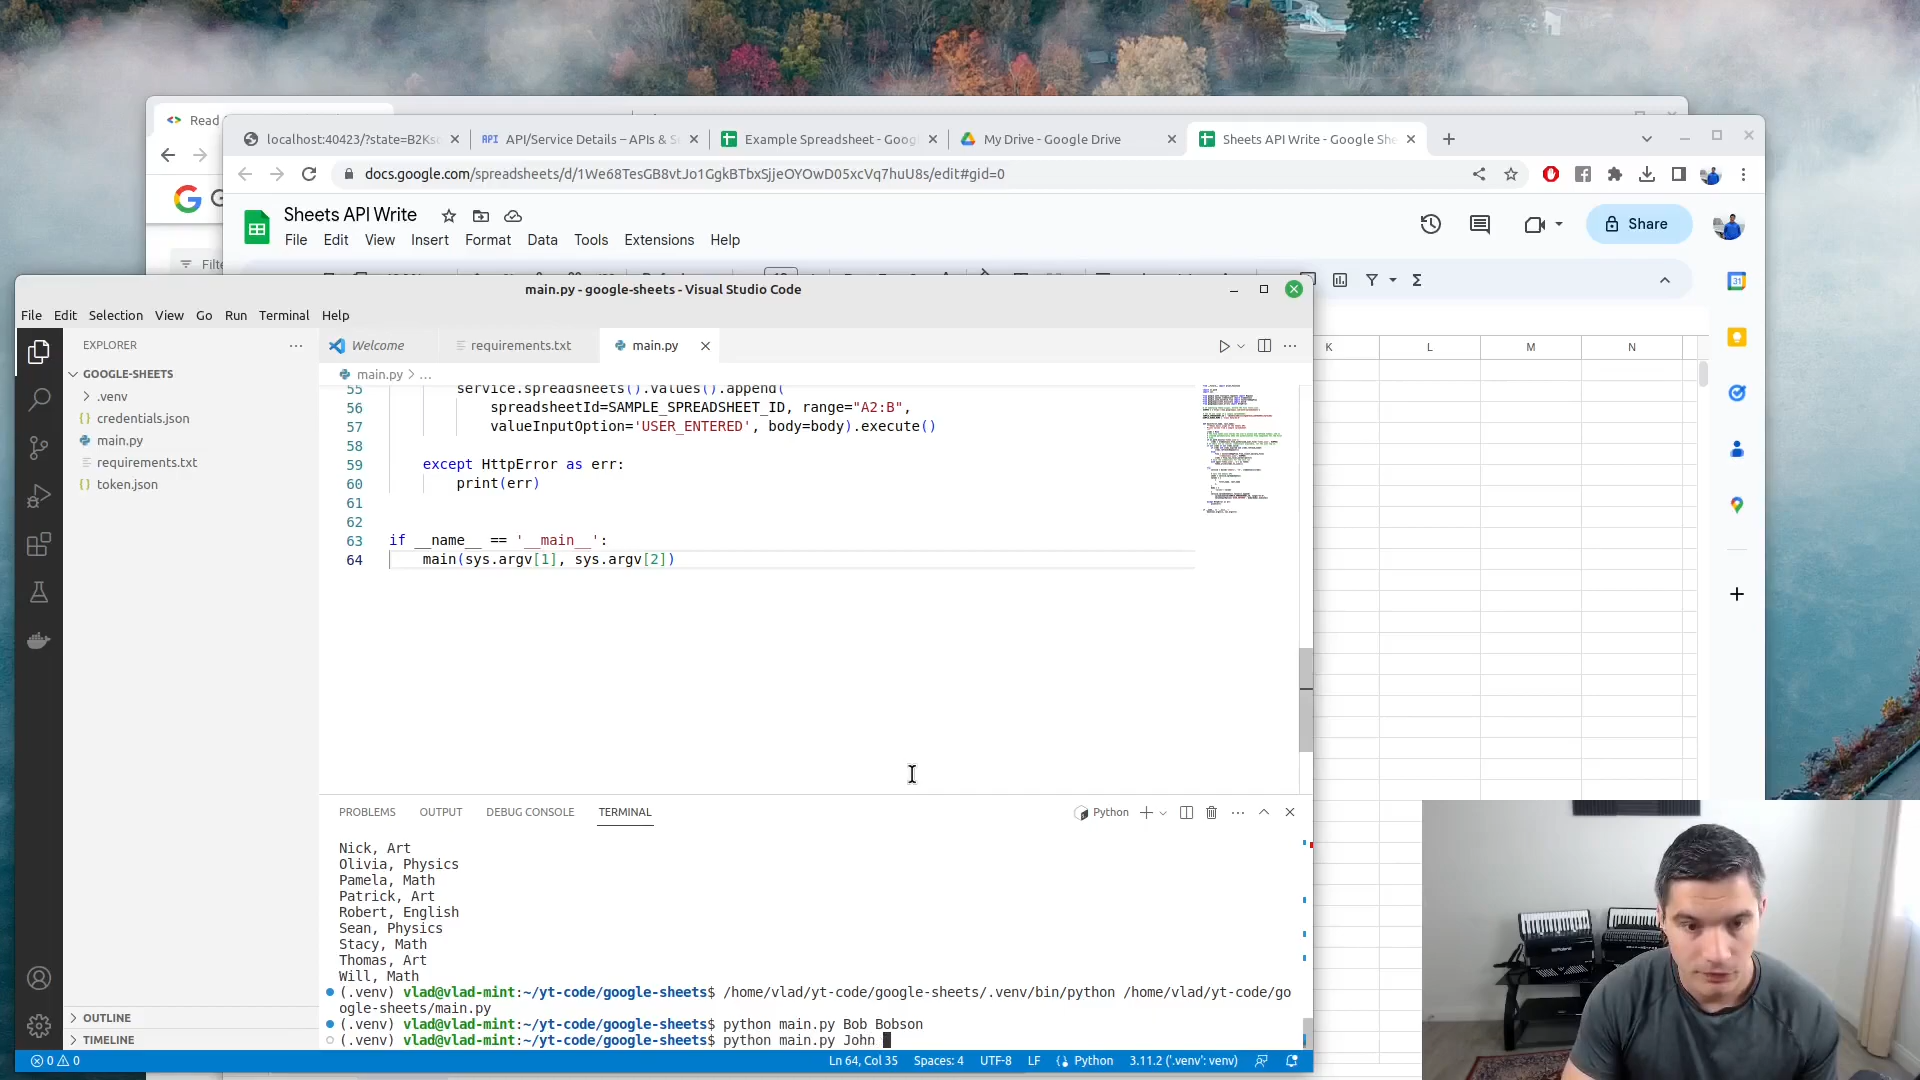 Read
localhost:40423/?state=B2Ks
API API/Service Details – APIs & S
Example Spreadsheet - Goog
My Drive - Google Drive
Sheets API Write - Google She
docs.google.com/spreadsheets/d/1We68TesGB8vtJo1GgkBTbxSjjeOYOwD05xcVq7huU8s/edit#gid=0
Sheets API Write
Share
File Edit View Insert Format Data Tools Extensions Help
Filte
31
main.py - google-sheets - Visual Studio Code
File Edit Selection View Go Run Terminal Help
EXPLORER
Welcome
requirements.txt
main.py
K L M N
GOOGLE-SHEETS
main.py > ...
.venv
credentials.json
main.py
requirements.txt
token.json
55 service.spreadsheets().values().append(
56 spreadsheetId=SAMPLE_SPREADSHEET_ID, range="A2:B",
57 valueInputOption='USER_ENTERED', body=body).execute()
58
59 except HttpError as err:
60 print(err)
61
62
63 if __name__ == '__main__':
64 main(sys.argv[1], sys.argv[2])
PROBLEMS OUTPUT DEBUG CONSOLE TERMINAL
Python
Nick, Art
Olivia, Physics
Pamela, Math
Patrick, Art
Robert, English
Sean, Physics
Stacy, Math
Thomas, Art
Will, Math
(.venv) vlad@vlad-mint:~/yt-code/google-sheets$ /home/vlad/yt-code/google-sheets/.venv/bin/python /home/vlad/yt-code/go
ogle-sheets/main.py
(.venv) vlad@vlad-mint:~/yt-code/google-sheets$ python main.py Bob Bobson
(.venv) vlad@vlad-mint:~/yt-code/google-sheets$ python main.py John
OUTLINE
TIMELINE
0 0
Ln 64, Col 35 Spaces: 4 UTF-8 LF Python 3.11.2 ('.venv': venv)